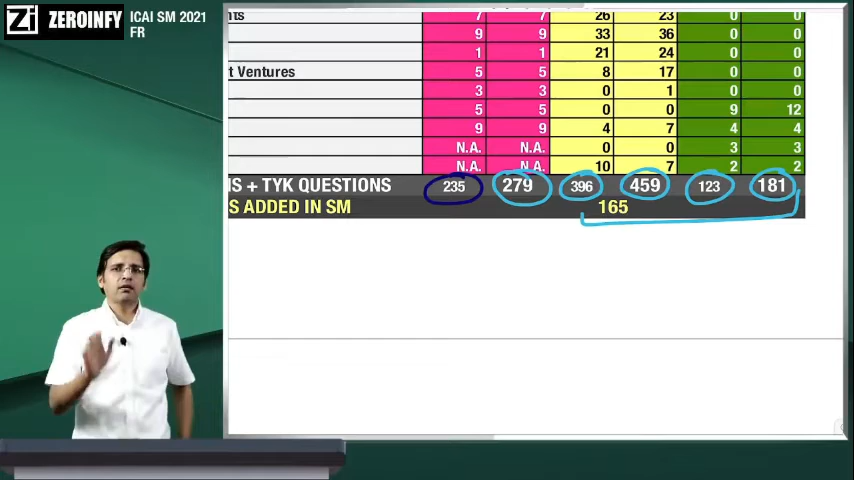 Zi ZEROINFY
ICAI SM 2021
FR
nts 7 7 26 23 0 0
9 9 33 36 0 0
1 1 21 24 0 0
t Ventures 5 5 8 17 0 0
3 3 0 1 0 0
5 5 0 0 9 12
9 9 4 7 4 4
N.A. N.A. 0 0 3 3
N.A. N.A. 10 7 2 2
NS + TYK QUESTIONS 235 279 396 459 123 181
S ADDED IN SM 165